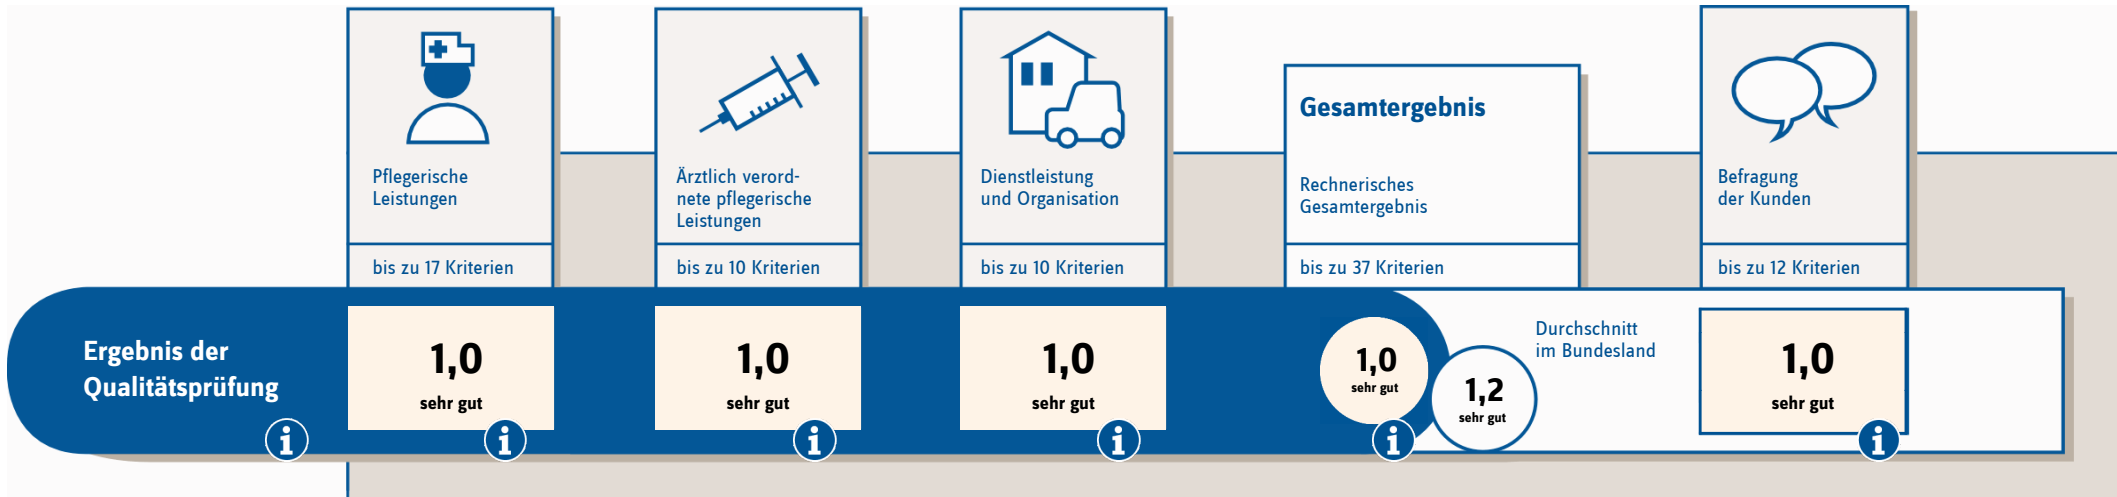 Pflegerische
Leistungen
bis zu 17 Kriterien
Ärztlich verord-
nete pflegerische
Leistungen
bis zu 10 Kriterien
Dienstleistung
und Organisation
bis zu 10 Kriterien
Gesamtergebnis
Rechnerisches
Gesamtergebnis
bis zu 37 Kriterien
Befragung
der Kunden
bis zu 12 Kriterien
Ergebnis der
Qualitätsprüfung
i
1,0
sehr gut
i
1,0
sehr gut
i
1,0
sehr gut
i
1,0
sehr gut
i
1,2
sehr gut
Durchschnitt
im Bundesland
1,0
sehr gut
i